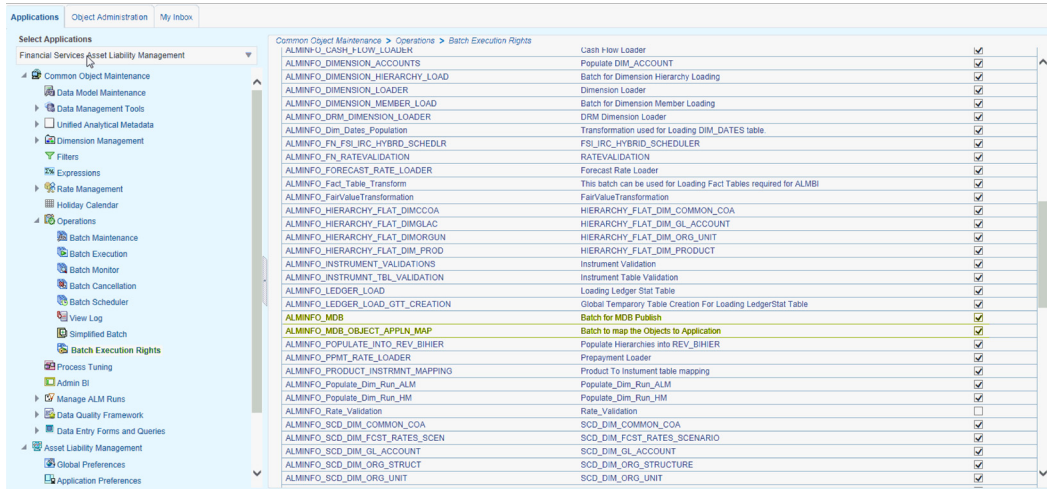 Applications Object Administration My Inbox
Select Applications
Financial Services Asset Liability Management
Common Object Maintenance
Data Model Maintenance
Data Management Tools
Unified Analytical Metadata
Dimension Management
Filters
Expressions
Rate Management
Holiday Calendar
Operations
Batch Maintenance
Batch Execution
Batch Monitor
Batch Cancellation
Batch Scheduler
View Log
Simplified Batch
Batch Execution Rights
Process Tuning
Admin BI
Manage ALM Runs
Data Quality Framework
Data Entry Forms and Queries
Asset Liability Management
Global Preferences
Application Preferences
Common Object Maintenance > Operations > Batch Execution Rights
ALMINFO_CASH_FLOW_LOADER Cash Flow Loader
ALMINFO_DIMENSION_ACCOUNTS Populate DIM_ACCOUNT
ALMINFO_DIMENSION_HIERARCHY_LOAD Batch for Dimension Hierarchy Loading
ALMINFO_DIMENSION_LOADER Dimension Loader
ALMINFO_DIMENSION_MEMBER_LOAD Batch for Dimension Member Loading
ALMINFO_DRM_DIMENSION_LOADER DRM Dimension Loader
ALMINFO_Dim_Dates_Population Transformation used for Loading DIM_DATES table.
ALMINFO_FN_FSI_IRC_HYBRD_SCHEDLR FSI_IRC_HYBRID_SCHEDULER
ALMINFO_FN_RATEVALIDATION RATEVALIDATION
ALMINFO_FORECAST_RATE_LOADER Forecast Rate Loader
ALMINFO_Fact_Table_Transform This batch can be used for Loading Fact Tables required for ALMBI
ALMINFO_FairValueTransformation FairValueTransformation
ALMINFO_HIERARCHY_FLAT_DIMCCOA HIERARCHY_FLAT_DIM_COMMON_COA
ALMINFO_HIERARCHY_FLAT_DIMGLAC HIERARCHY_FLAT_DIM_GL_ACCOUNT
ALMINFO_HIERARCHY_FLAT_DIMORGUN HIERARCHY_FLAT_DIM_ORG_UNIT
ALMINFO_HIERARCHY_FLAT_DIM_PROD HIERARCHY_FLAT_DIM_PRODUCT
ALMINFO_INSTRUMENT_VALIDATIONS Instrument Validation
ALMINFO_INSTRUMNT_TBL_VALIDATION Instrument Table Validation
ALMINFO_LEDGER_LOAD Loading Ledger Stat Table
ALMINFO_LEDGER_LOAD_GTT_CREATION Global Temparory Table Creation For Loading LedgerStat Table
ALMINFO_MDB Batch for MDB Publish
ALMINFO_MDB_OBJECT_APPLN_MAP Batch to map the Objects to Application
ALMINFO_POPULATE_INTO_REV_BIHIER Populate Hierarchies into REV_BIHIER
ALMINFO_PPMT_RATE_LOADER Prepayment Loader
ALMINFO_PRODUCT_INSTRMNT_MAPPING Product To Instument table mapping
ALMINFO_Populate_Dim_Run_ALM Populate_Dim_Run_ALM
ALMINFO_Populate_Dim_Run_HM Populate_Dim_Run_HM
ALMINFO_Rate_Validation Rate_Validation
ALMINFO_SCD_DIM_COMMON_COA SCD_DIM_COMMON_COA
ALMINFO_SCD_DIM_FCST_RATES_SCEN SCD_DIM_FCST_RATES_SCENARIO
ALMINFO_SCD_DIM_GL_ACCOUNT SCD_DIM_GL_ACCOUNT
ALMINFO_SCD_DIM_ORG_STRUCT SCD_DIM_ORG_STRUCTURE
ALMINFO_SCD_DIM_ORG_UNIT SCD_DIM_ORG_UNIT